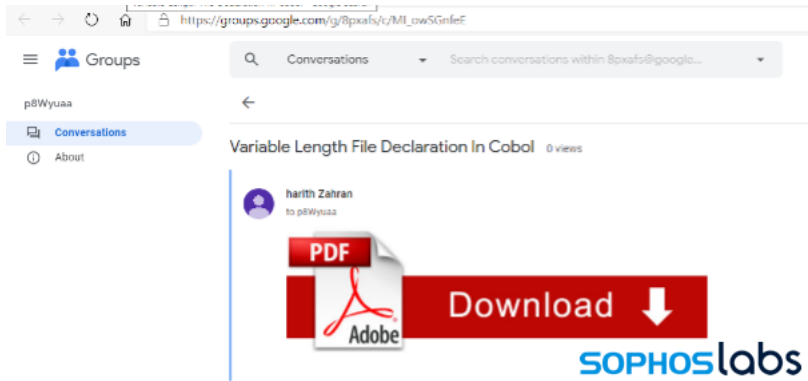 https://groups.google.com/g/8pxafs/c/MI_owSGnfeE
Groups
Conversations
Search conversations within 8pxafs@google...
p8Wyuaa
Conversations
About
Variable Length File Declaration In Cobol 0 views
harith Zahran
to p8Wyuaa
PDF
Download
Adobe
SOPHOSlabs